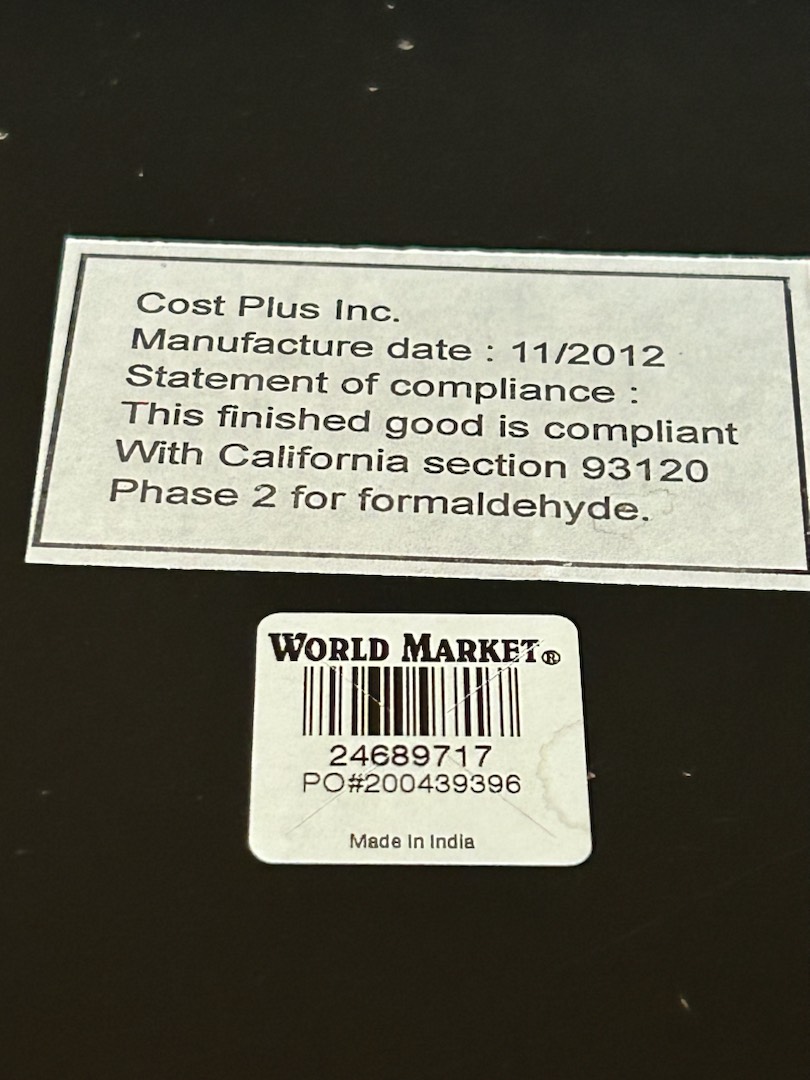 Cost Plus Inc.
Manufacture date : 11/2012
Statement of compliance :
This finished good is compliant
With California section 93120
Phase 2 for formaldehyde.
WORLD MARKET®
24689717
PO#200439396
Made In India